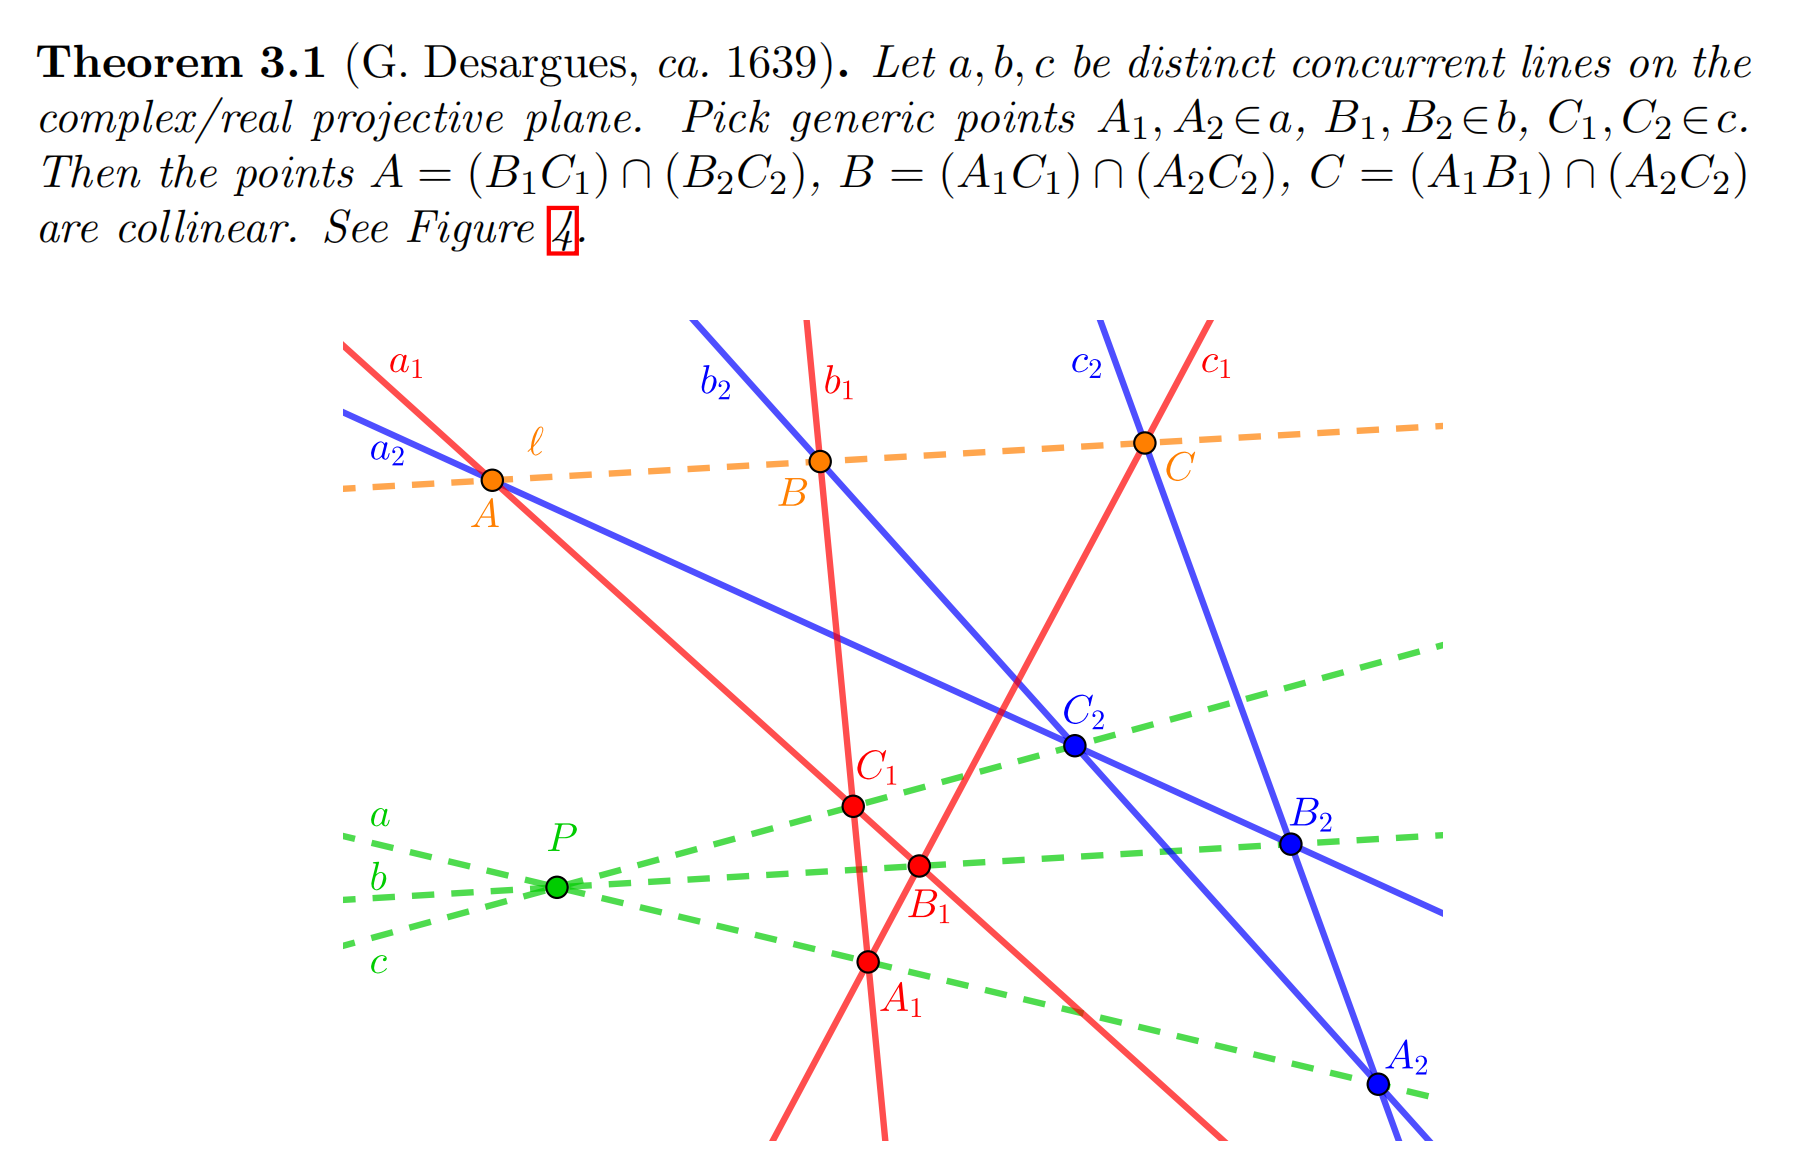 Theorem 3.1 (G. Desargues, ca. 1639). Let a, b, c be distinct concurrent lines on the
complex/real projective plane. Pick generic points A₁, A₂∈a, B₁, B₂∈b, C₁, C₂∈c.
Then the points A = (B₁C₁) ∩ (B₂C₂), B = (A₁C₁) ∩ (A₂C₂), C = (A₁B₁) ∩ (A₂C₂)
are collinear. See Figure 4.
a₁
b₂
b₁
c₂
c₁
a₂
ℓ
A
B
C
C₂
C₁
B₂
a
P
b
B₁
c
A₁
A₂